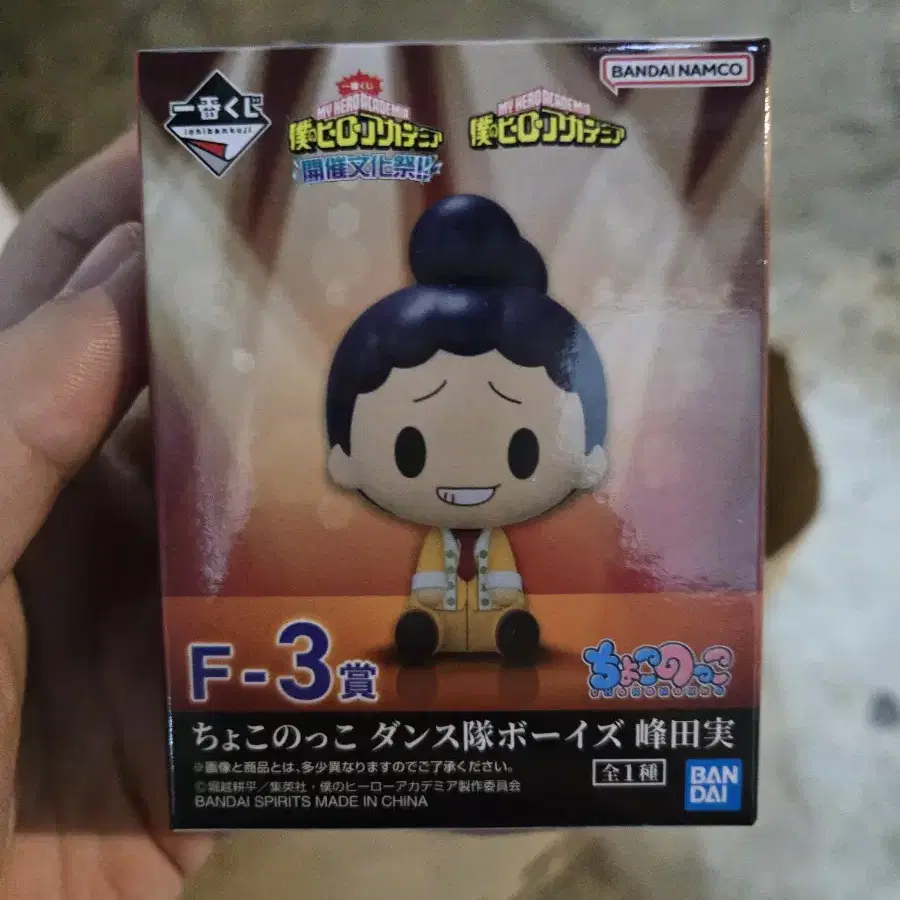 一番くじ
ichibankuji
一番くじ
MY HERO ACADEMIA
僕のヒーローアカデミア
開催文化祭!!
MY HERO ACADEMIA
僕のヒーローアカデミア
BANDAI NAMCO
F-3賞
ちょこのっこ
ちょこのっこ ダンス隊ボーイズ 峰田実
※画像と商品とは、多少異なりますのでご了承ください。
全1種
©堀越耕平／集英社・僕のヒーローアカデミア製作委員会
BANDAI SPIRITS MADE IN CHINA
BAN
DAI